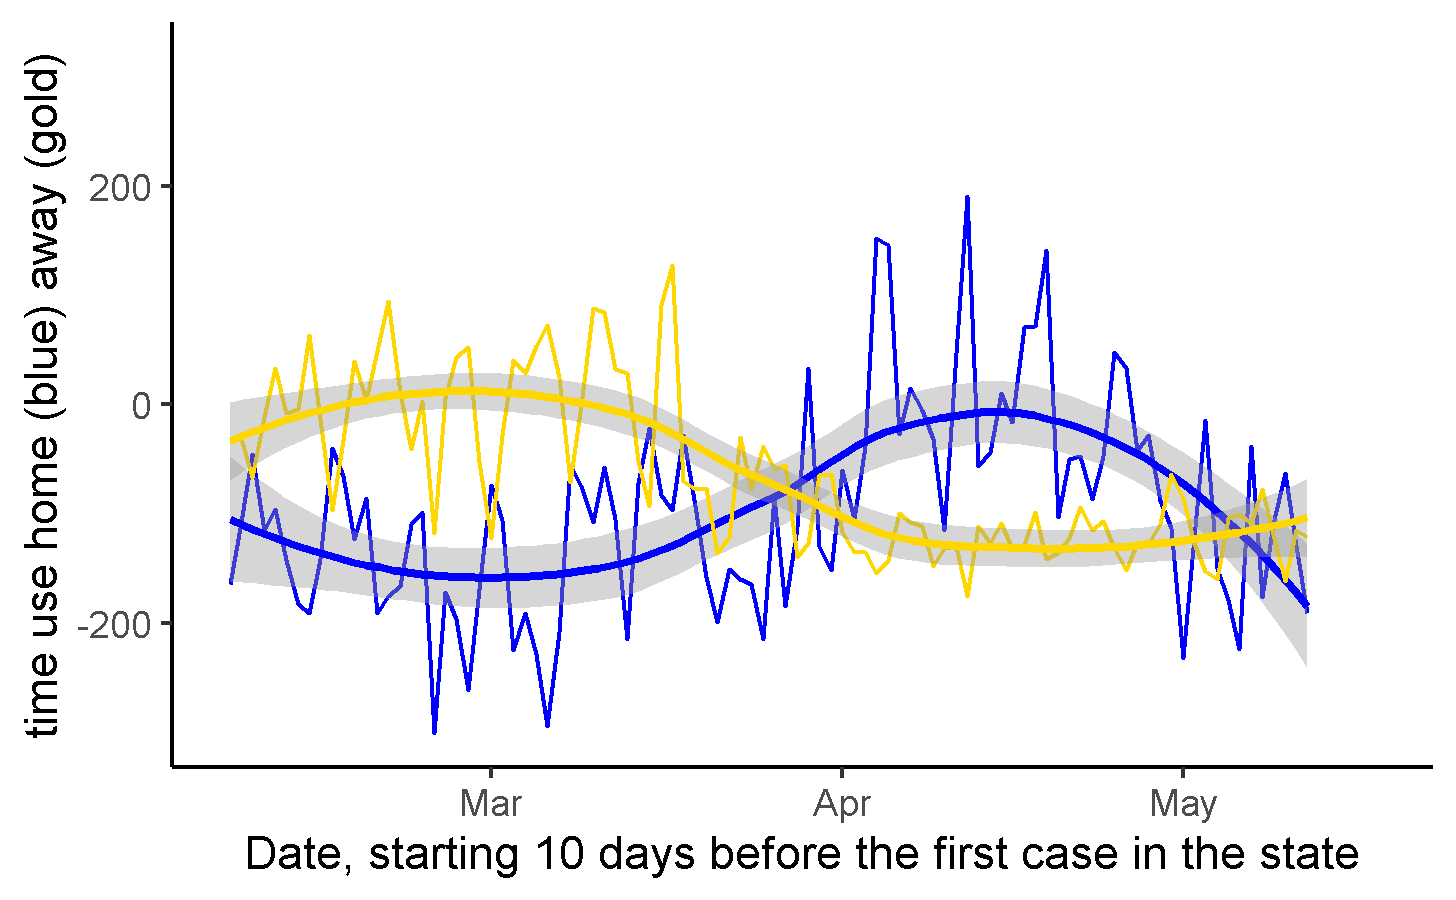 time use home (blue) away (gold)
200
0
-200
Mar Apr May
Date, starting 10 days before the first case in the state